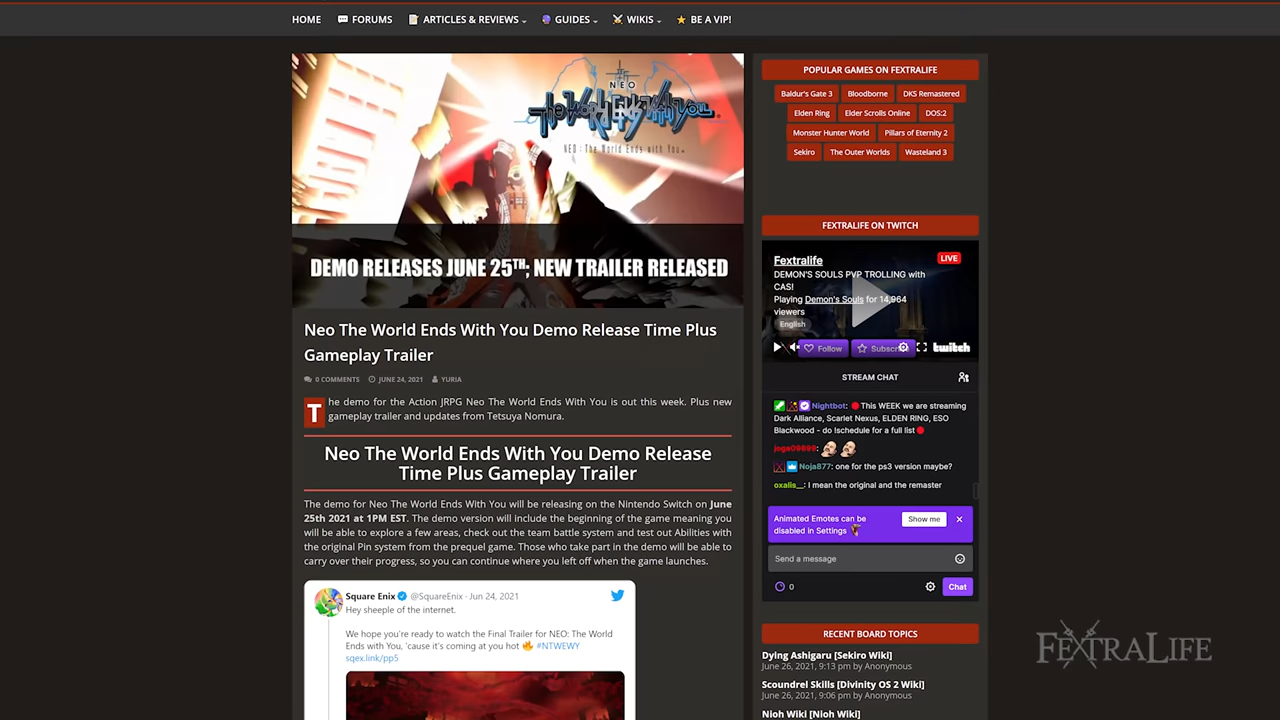 HOME FORUMS ARTICLES & REVIEWS GUIDES WIKIS BE A VIP!
NEO
The World Ends With You
NEO : The World Ends with You
DEMO RELEASES JUNE 25TH; NEW TRAILER RELEASED
Neo The World Ends With You Demo Release Time Plus
Gameplay Trailer
0 COMMENTS JUNE 24, 2021 YURIA
The demo for the Action JRPG Neo The World Ends With You is out this week. Plus new
gameplay trailer and updates from Tetsuya Nomura.
Neo The World Ends With You Demo Release
Time Plus Gameplay Trailer
The demo for Neo The World Ends With You will be releasing on the Nintendo Switch on June
25th 2021 at 1PM EST. The demo version will include the beginning of the game meaning you
will be able to explore a few areas, check out the team battle system and test out Abilities with
the original Pin system from the prequel game. Those who take part in the demo will be able to
carry over their progress, so you can continue where you left off when the game launches.
Square Enix @SquareEnix · Jun 24, 2021
Hey sheeple of the internet.
We hope you're ready to watch the Final Trailer for NEO: The World
Ends with You, 'cause it's coming at you hot 🔥 #NTWEWY
sqex.link/pp5
POPULAR GAMES ON FEXTRALIFE
Baldur's Gate 3 Bloodborne DKS Remastered
Elden Ring Elder Scrolls Online DOS:2
Monster Hunter World Pillars of Eternity 2
Sekiro The Outer Worlds Wasteland 3
FEXTRALIFE ON TWITCH
Fextralife LIVE
DEMON'S SOULS PVP TROLLING with
CAS!
Playing Demon's Souls for 14,964
viewers
English
Follow Subscribe twitch
STREAM CHAT
Nightbot: 🔴This WEEK we are streaming
Dark Alliance, Scarlet Nexus, ELDEN RING, ESO
Blackwood - do !schedule for a full list🔴
joga09899:
Noja877: one for the ps3 version maybe?
oxalis__: I mean the original and the remaster
Animated Emotes can be
disabled in Settings
Show me
Send a message
0 Chat
RECENT BOARD TOPICS
Dying Ashigaru [Sekiro Wiki]
June 26, 2021, 9:13 pm by Anonymous
Scoundrel Skills [Divinity OS 2 Wiki]
June 26, 2021, 9:06 pm by Anonymous
Nioh Wiki [Nioh Wiki]
FEXTRALIFE